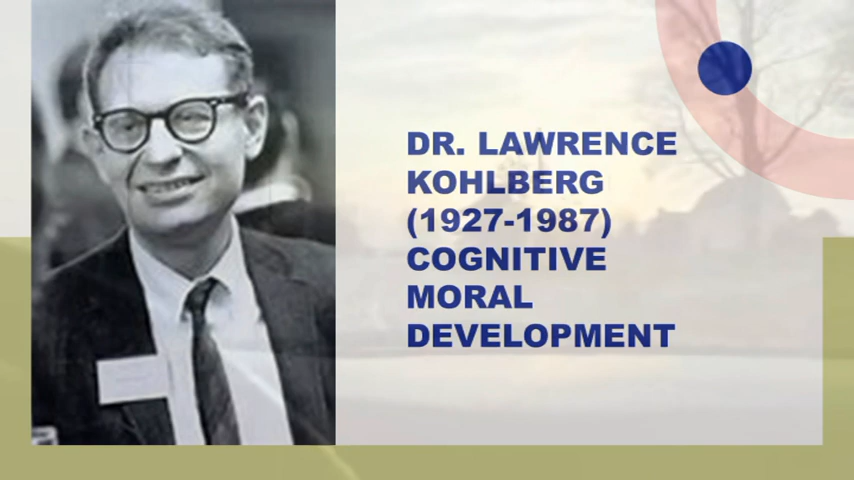 DR. LAWRENCE
KOHLBERG
(1927-1987)
COGNITIVE
MORAL
DEVELOPMENT